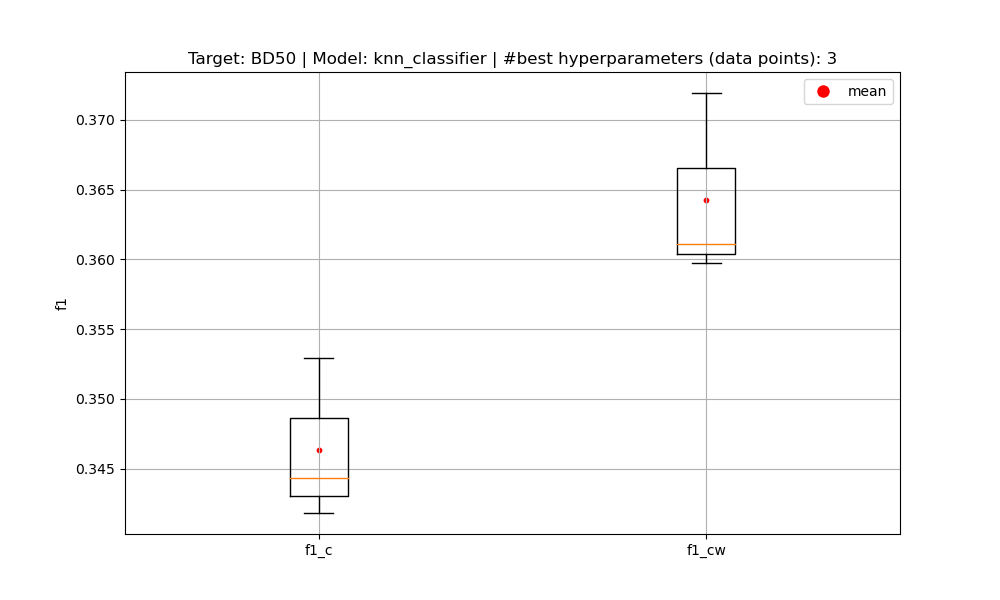 Target: BD50 | Model: knn_classifier | #best hyperparameters (data points): 3
mean
0.370
0.365
0.360
0.355
0.350
0.345
f1
f1_c
f1_cw